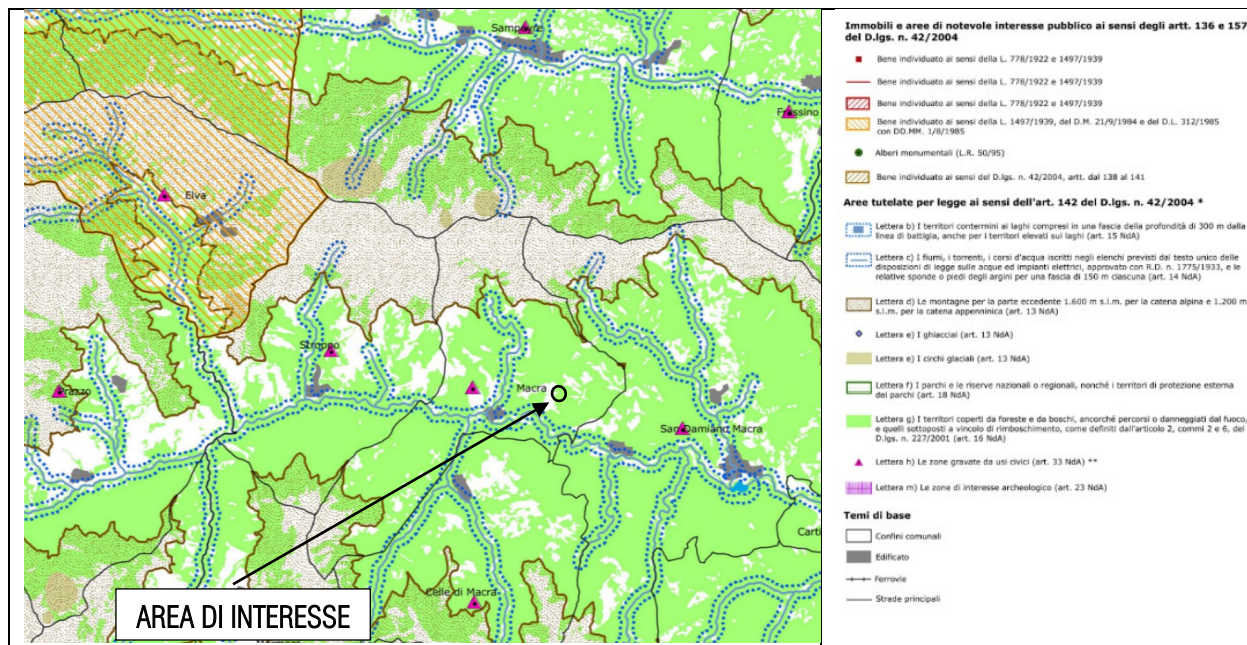 Sampeyre
Frassino
Elva
Stroppo
Macra
Prazzo
San Damiano Macra
Celle di Macra
Carti
AREA DI INTERESSE
Immobili e aree di notevole interesse pubblico ai sensi degli artt. 136 e 157
del D.lgs. n. 42/2004
Bene individuato ai sensi della L. 778/1922 e 1497/1939
Bene individuato ai sensi della L. 778/1922 e 1497/1939
Bene individuato ai sensi della L. 778/1922 e 1497/1939
Bene individuato ai sensi della L. 1497/1939, del D.M. 21/9/1984 e del D.L. 312/1985
con DD.MM. 1/8/1985
Alberi monumentali (L.R. 50/95)
Bene individuato ai sensi del D.lgs. n. 42/2004, artt. dal 138 al 141
Aree tutelate per legge ai sensi dell'art. 142 del D.lgs. n. 42/2004 *
Lettera b) I territori contermini ai laghi compresi in una fascia della profondità di 300 m dalla
linea di battigia, anche per i territori elevati sui laghi (art. 15 NdA)
Lettera c) I fiumi, i torrenti, i corsi d'acqua iscritti negli elenchi previsti dal testo unico delle
disposizioni di legge sulle acque ed impianti elettrici, approvato con R.D. n. 1775/1933, e le
relative sponde o piedi degli argini per una fascia di 150 m ciascuna (art. 14 NdA)
Lettera d) Le montagne per la parte eccedente 1.600 m s.l.m. per la catena alpina e 1.200 m
s.l.m. per la catena appenninica (art. 13 NdA)
Lettera e) I ghiacciai (art. 13 NdA)
Lettera e) I circhi glaciali (art. 13 NdA)
Lettera f) I parchi e le riserve nazionali o regionali, nonché i territori di protezione esterna
dei parchi (art. 18 NdA)
Lettera g) I territori coperti da foreste e da boschi, ancorché percorsi o danneggiati dal fuoco,
e quelli sottoposti a vincolo di rimboschimento, come definiti dall'articolo 2, commi 2 e 6, del
D.lgs. n. 227/2001 (art. 16 NdA)
Lettera h) Le zone gravate da usi civici (art. 33 NdA) **
Lettera m) Le zone di interesse archeologico (art. 23 NdA)
Temi di base
Confini comunali
Edificato
Ferrovie
Strade principali